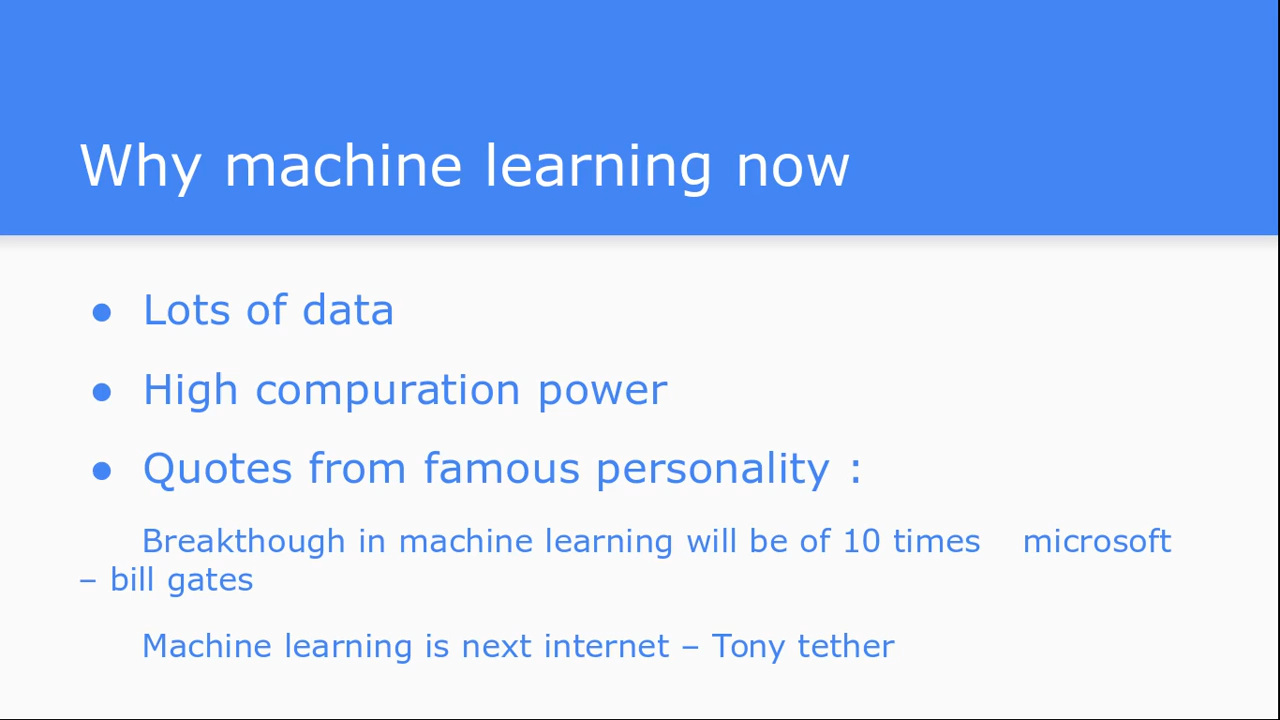 Why machine learning now
● Lots of data
● High compuration power
● Quotes from famous personality :
Breakthough in machine learning will be of 10 times microsoft
– bill gates
Machine learning is next internet – Tony tether